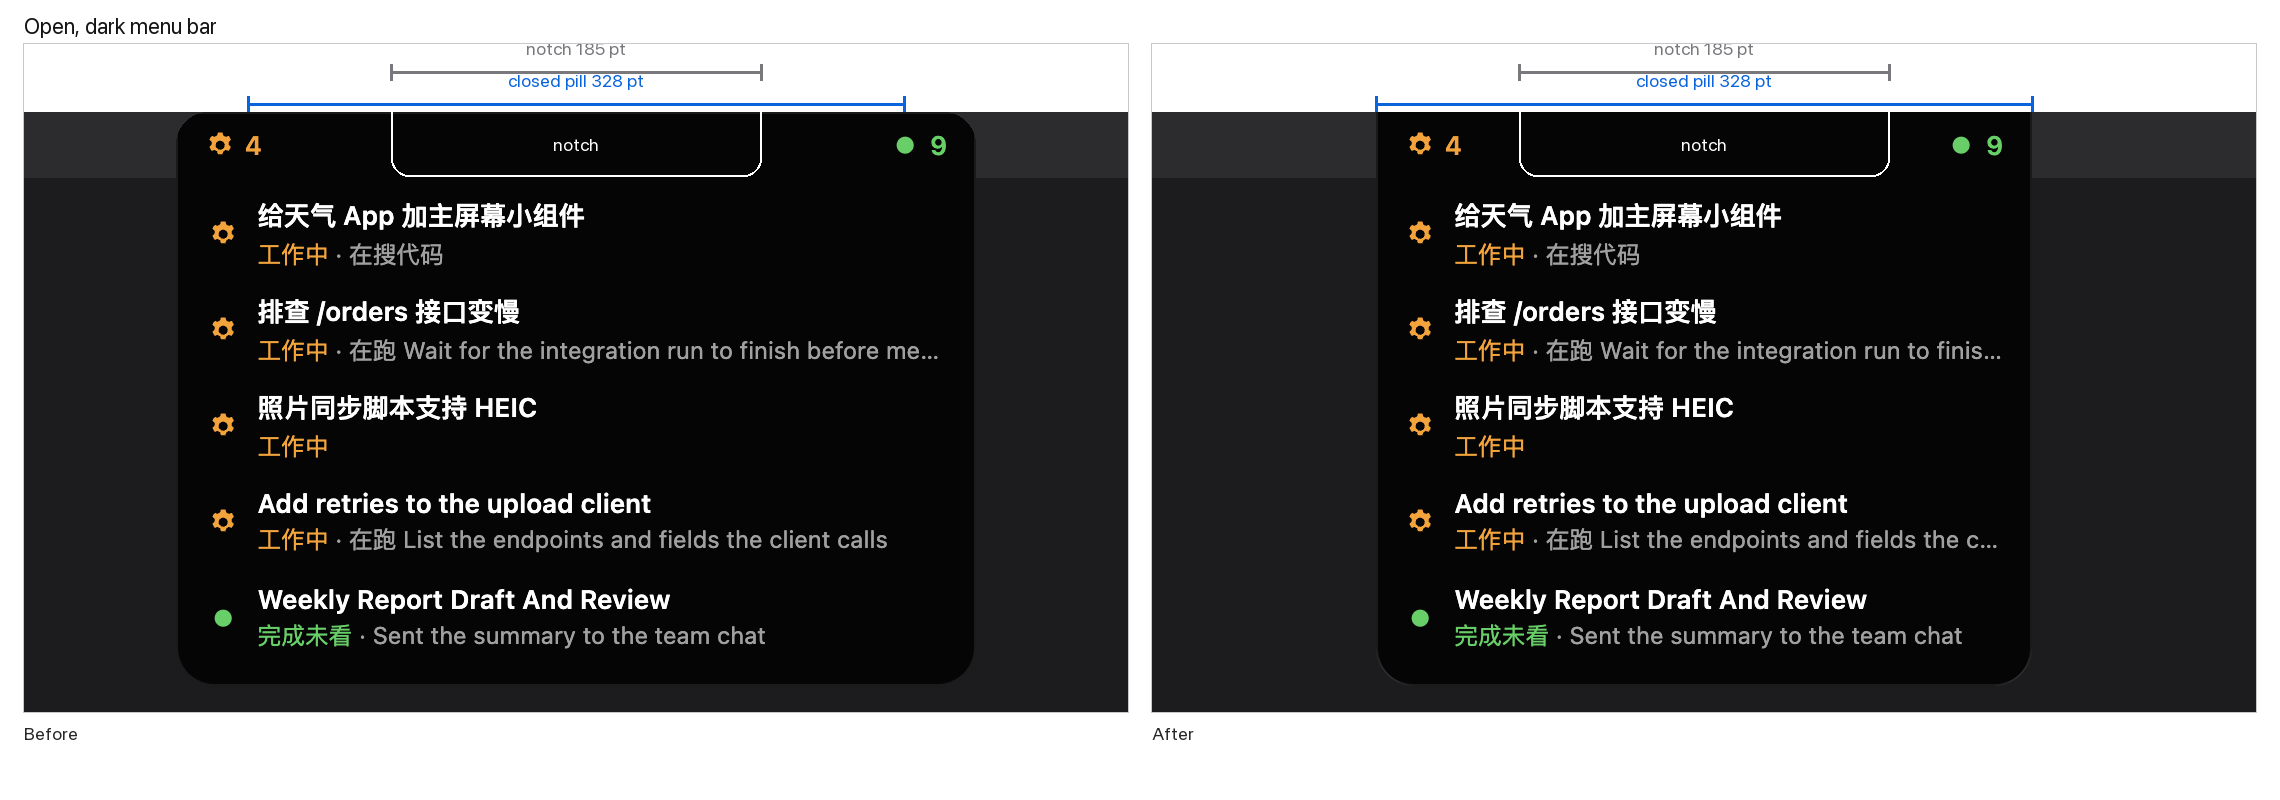 Open, dark menu bar
notch 185 pt
closed pill 328 pt
4
notch
9
给天气 App 加主屏幕小组件
工作中 · 在搜代码
排查 /orders 接口变慢
工作中 · 在跑 Wait for the integration run to finish before me...
照片同步脚本支持 HEIC
工作中
Add retries to the upload client
工作中 · 在跑 List the endpoints and fields the client calls
Weekly Report Draft And Review
完成未看 · Sent the summary to the team chat
Before
notch 185 pt
closed pill 328 pt
4
notch
9
给天气 App 加主屏幕小组件
工作中 · 在搜代码
排查 /orders 接口变慢
工作中 · 在跑 Wait for the integration run to finis...
照片同步脚本支持 HEIC
工作中
Add retries to the upload client
工作中 · 在跑 List the endpoints and fields the c...
Weekly Report Draft And Review
完成未看 · Sent the summary to the team chat
After